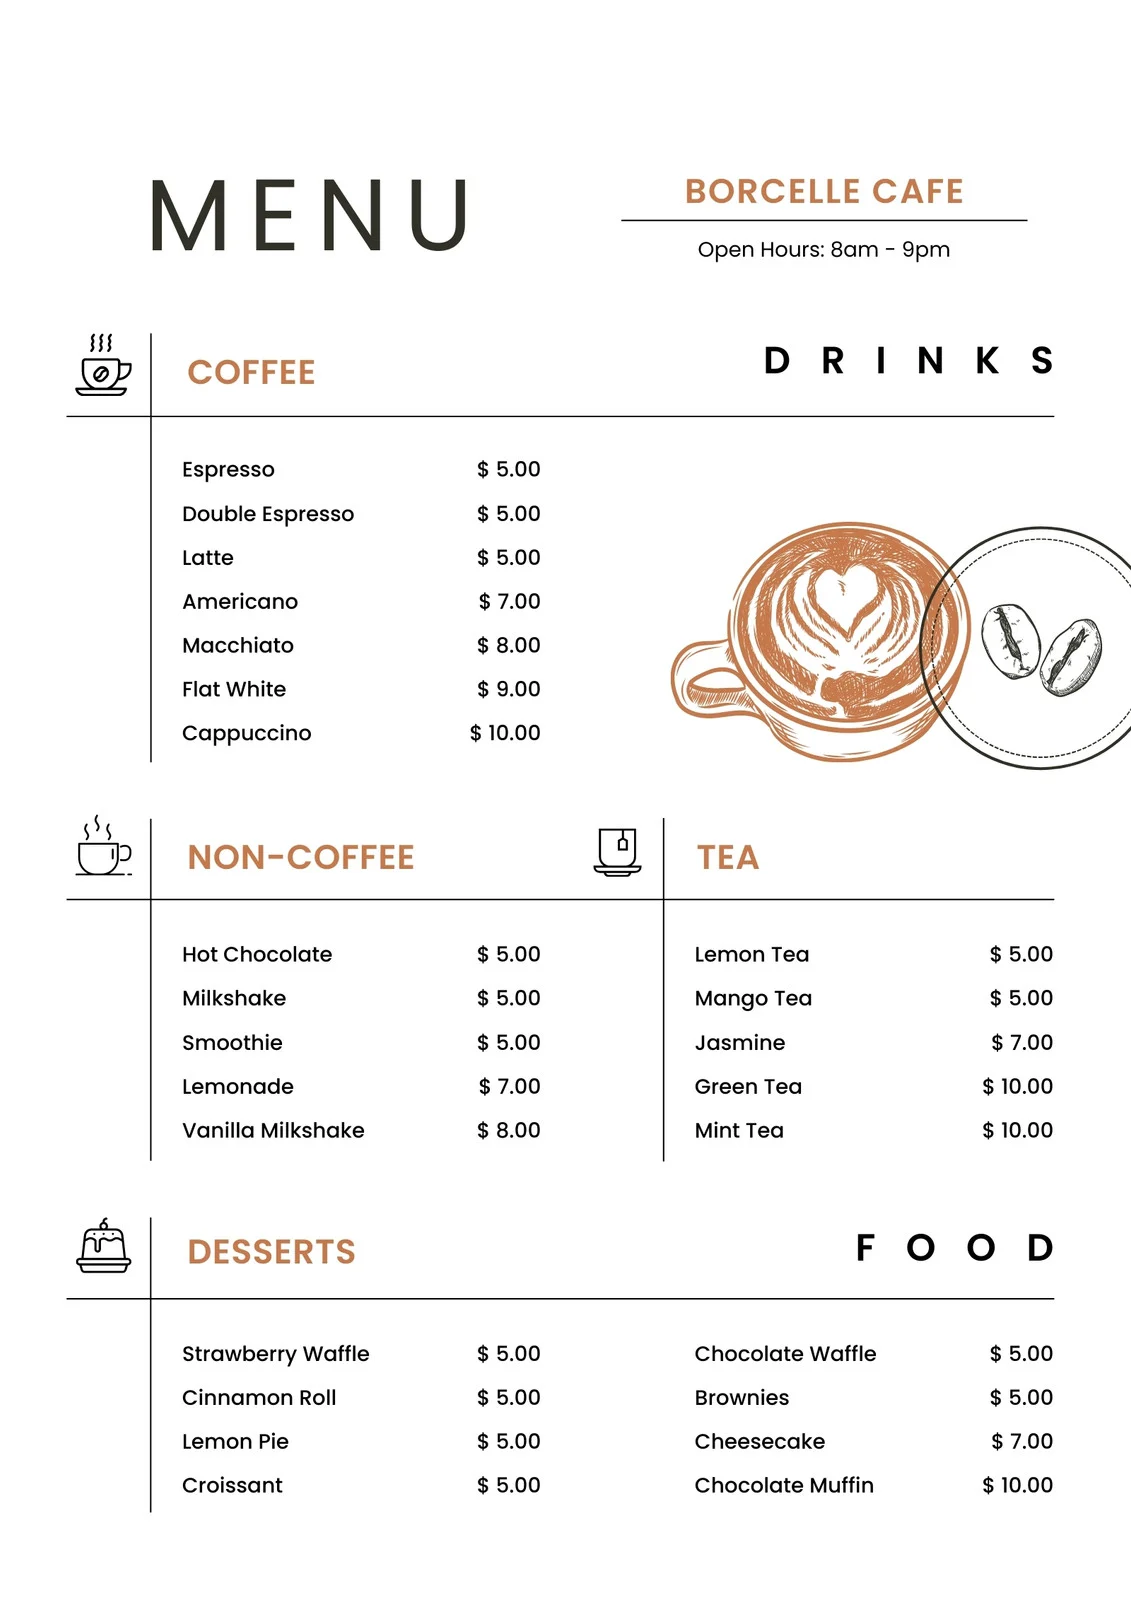 MENU
BORCELLE CAFE
Open Hours: 8am - 9pm
COFFEE
DRINKS
Espresso $ 5.00
Double Espresso $ 5.00
Latte $ 5.00
Americano $ 7.00
Macchiato $ 8.00
Flat White $ 9.00
Cappuccino $ 10.00
NON-COFFEE
Hot Chocolate $ 5.00
Milkshake $ 5.00
Smoothie $ 5.00
Lemonade $ 7.00
Vanilla Milkshake $ 8.00
TEA
Lemon Tea $ 5.00
Mango Tea $ 5.00
Jasmine $ 7.00
Green Tea $ 10.00
Mint Tea $ 10.00
DESSERTS
FOOD
Strawberry Waffle $ 5.00
Cinnamon Roll $ 5.00
Lemon Pie $ 5.00
Croissant $ 5.00
Chocolate Waffle $ 5.00
Brownies $ 5.00
Cheesecake $ 7.00
Chocolate Muffin $ 10.00